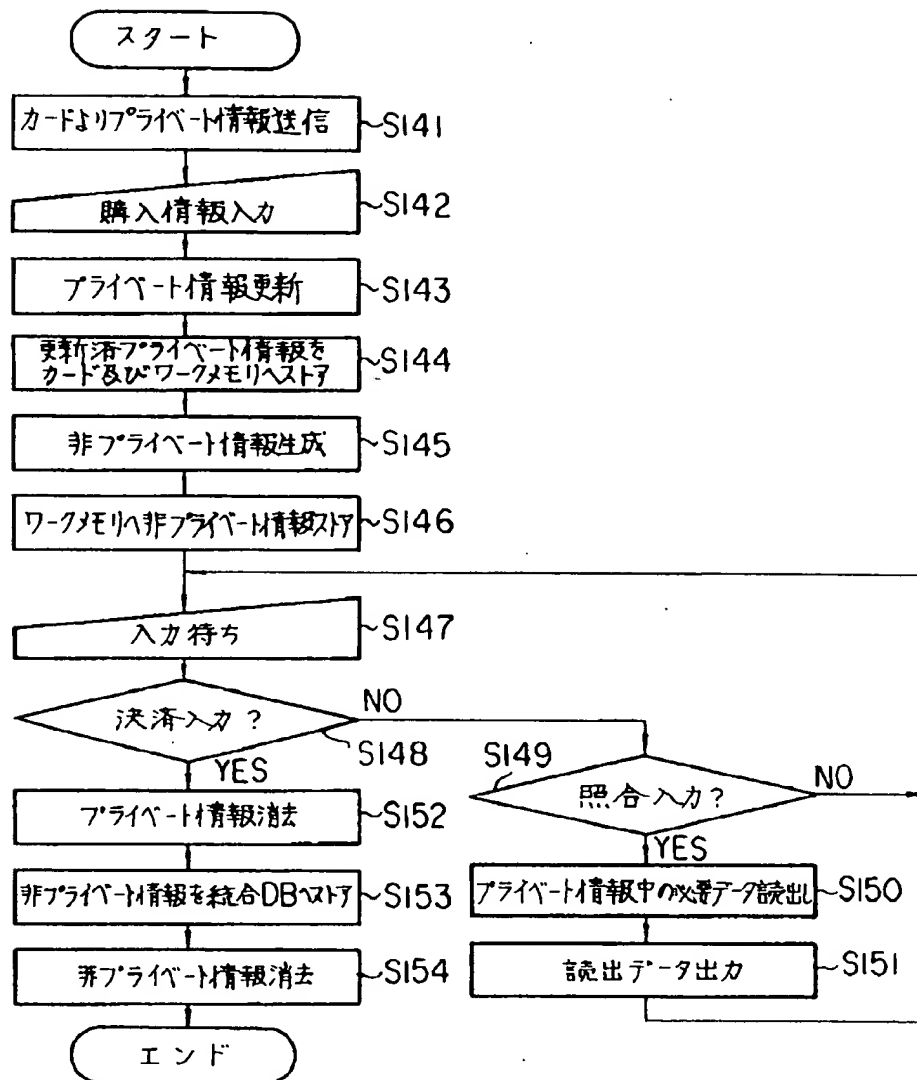 スタート
カードよりプライベート情報送信 ~S141
購入情報入力 ~S142
プライベート情報更新 ~S143
更新済プライベート情報を
カード及びワークメモリへストア ~S144
非プライベート情報生成 ~S145
ワークメモリへ非プライベート情報ストア ~S146
入力待ち ~S147
決済入力? NO
S148
YES
S149
照合入力? NO
YES
プライベート情報消去 ~S152
プライベート情報中の必要データ読出し ~S150
非プライベート情報を統合DBへストア ~S153
読出データ出力 ~S151
非プライベート情報消去 ~S154
エンド